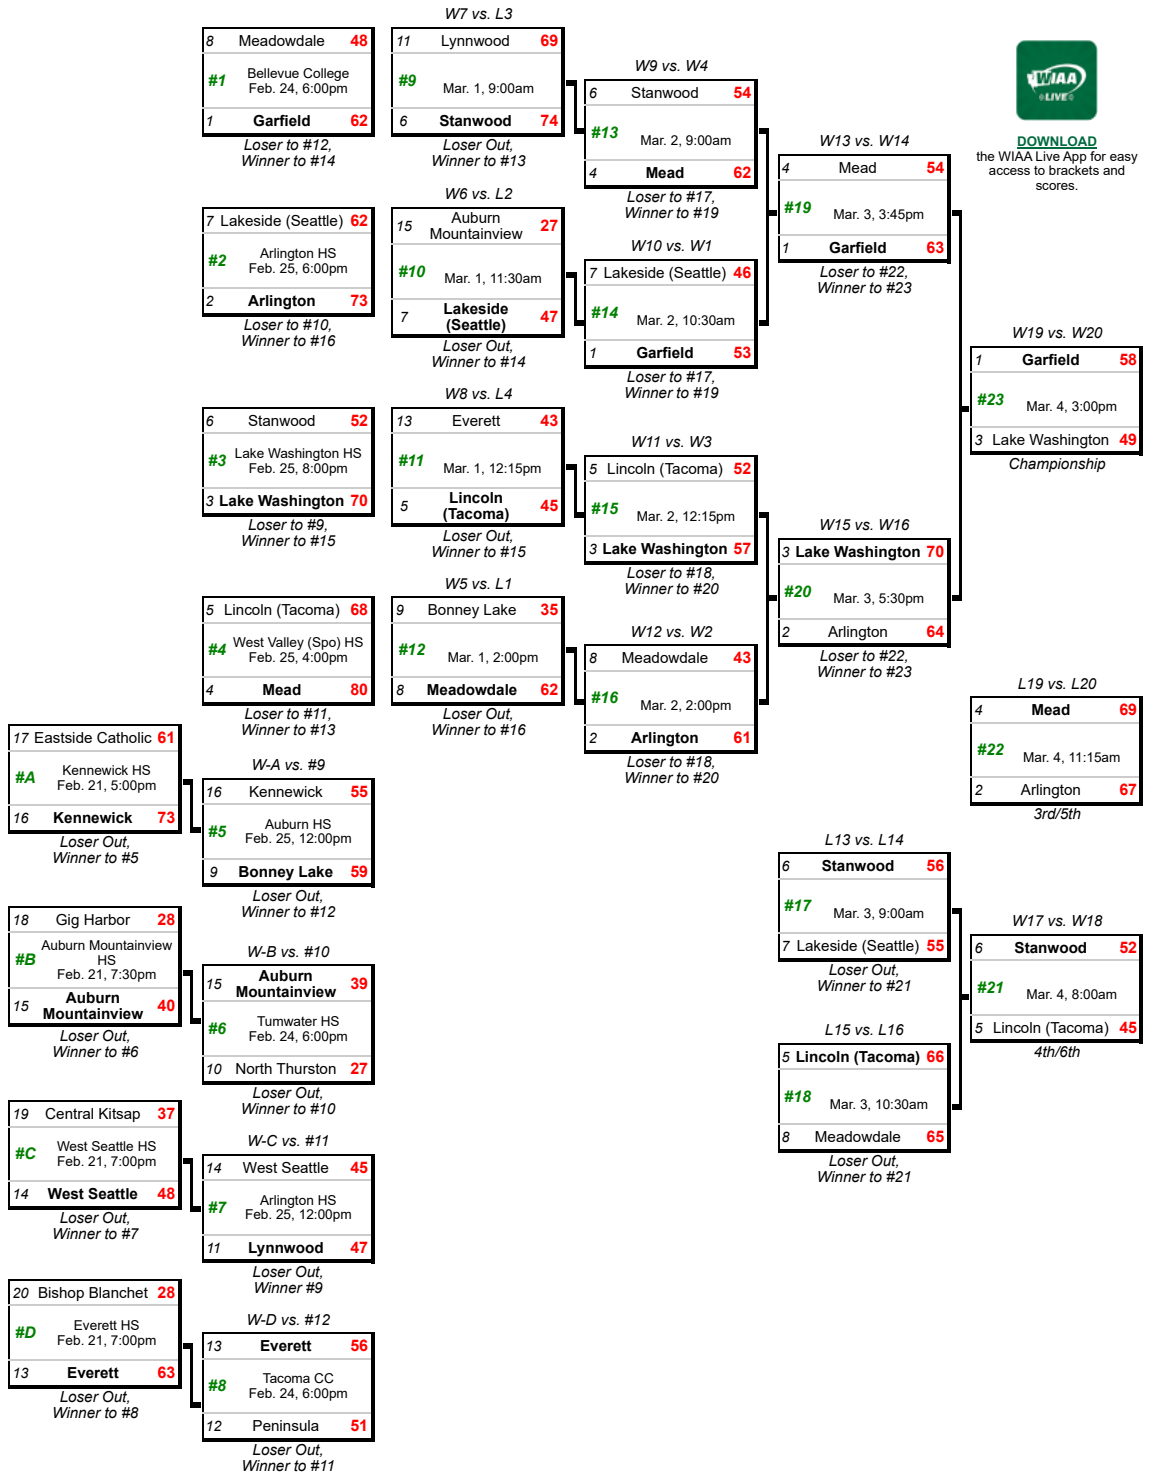 8 Meadowdale 48
#1 Bellevue College
Feb. 24, 6:00pm
1 Garfield 62
Loser to #12,
Winner to #14
7 Lakeside (Seattle) 62
#2 Arlington HS
Feb. 25, 6:00pm
2 Arlington 73
Loser to #10,
Winner to #16
6 Stanwood 52
#3 Lake Washington HS
Feb. 25, 8:00pm
3 Lake Washington 70
Loser to #9,
Winner to #15
5 Lincoln (Tacoma) 68
#4 West Valley (Spo) HS
Feb. 25, 4:00pm
4 Mead 80
Loser to #11,
Winner to #13
17 Eastside Catholic 61
#A Kennewick HS
Feb. 21, 5:00pm
16 Kennewick 73
Loser Out,
Winner to #5
18 Gig Harbor 28
Auburn Mountainview
#B HS
Feb. 21, 7:30pm
15 Auburn
Mountainview 40
Loser Out,
Winner to #6
19 Central Kitsap 37
#C West Seattle HS
Feb. 21, 7:00pm
14 West Seattle 48
Loser Out,
Winner to #7
20 Bishop Blanchet 28
#D Everett HS
Feb. 21, 7:00pm
13 Everett 63
Loser Out,
Winner to #8
W-A vs. #9
16 Kennewick 55
#5 Auburn HS
Feb. 25, 12:00pm
9 Bonney Lake 59
Loser Out,
Winner to #12
W-B vs. #10
15 Auburn
Mountainview 39
#6 Tumwater HS
Feb. 24, 6:00pm
10 North Thurston 27
Loser Out,
Winner to #10
W-C vs. #11
14 West Seattle 45
#7 Arlington HS
Feb. 25, 12:00pm
11 Lynnwood 47
Loser Out,
Winner #9
W-D vs. #12
13 Everett 56
#8 Tacoma CC
Feb. 24, 6:00pm
12 Peninsula 51
Loser Out,
Winner to #11
W7 vs. L3
11 Lynnwood 69
#9 Mar. 1, 9:00am
6 Stanwood 74
Loser Out,
Winner to #13
W6 vs. L2
15 Auburn
Mountainview 27
#10 Mar. 1, 11:30am
7 Lakeside
(Seattle) 47
Loser Out,
Winner to #14
W8 vs. L4
13 Everett 43
#11 Mar. 1, 12:15pm
5 Lincoln
(Tacoma) 45
Loser Out,
Winner to #15
W5 vs. L1
9 Bonney Lake 35
#12 Mar. 1, 2:00pm
8 Meadowdale 62
Loser Out,
Winner to #16
W9 vs. W4
6 Stanwood 54
#13 Mar. 2, 9:00am
4 Mead 62
Loser to #17,
Winner to #19
W10 vs. W1
7 Lakeside (Seattle) 46
#14 Mar. 2, 10:30am
1 Garfield 53
Loser to #17,
Winner to #19
W11 vs. W3
5 Lincoln (Tacoma) 52
#15 Mar. 2, 12:15pm
3 Lake Washington 57
Loser to #18,
Winner to #20
W12 vs. W2
8 Meadowdale 43
#16 Mar. 2, 2:00pm
2 Arlington 61
Loser to #18,
Winner to #20
W13 vs. W14
4 Mead 54
#19 Mar. 3, 3:45pm
1 Garfield 63
Loser to #22,
Winner to #23
W15 vs. W16
3 Lake Washington 70
#20 Mar. 3, 5:30pm
2 Arlington 64
Loser to #22,
Winner to #23
L13 vs. L14
6 Stanwood 56
#17 Mar. 3, 9:00am
7 Lakeside (Seattle) 55
Loser Out,
Winner to #21
L15 vs. L16
5 Lincoln (Tacoma) 66
#18 Mar. 3, 10:30am
8 Meadowdale 65
Loser Out,
Winner to #21
WIAA
LIVE
DOWNLOAD
the WIAA Live App for easy
access to brackets and
scores.
W19 vs. W20
1 Garfield 58
#23 Mar. 4, 3:00pm
3 Lake Washington 49
Championship
L19 vs. L20
4 Mead 69
#22 Mar. 4, 11:15am
2 Arlington 67
3rd/5th
W17 vs. W18
6 Stanwood 52
#21 Mar. 4, 8:00am
5 Lincoln (Tacoma) 45
4th/6th